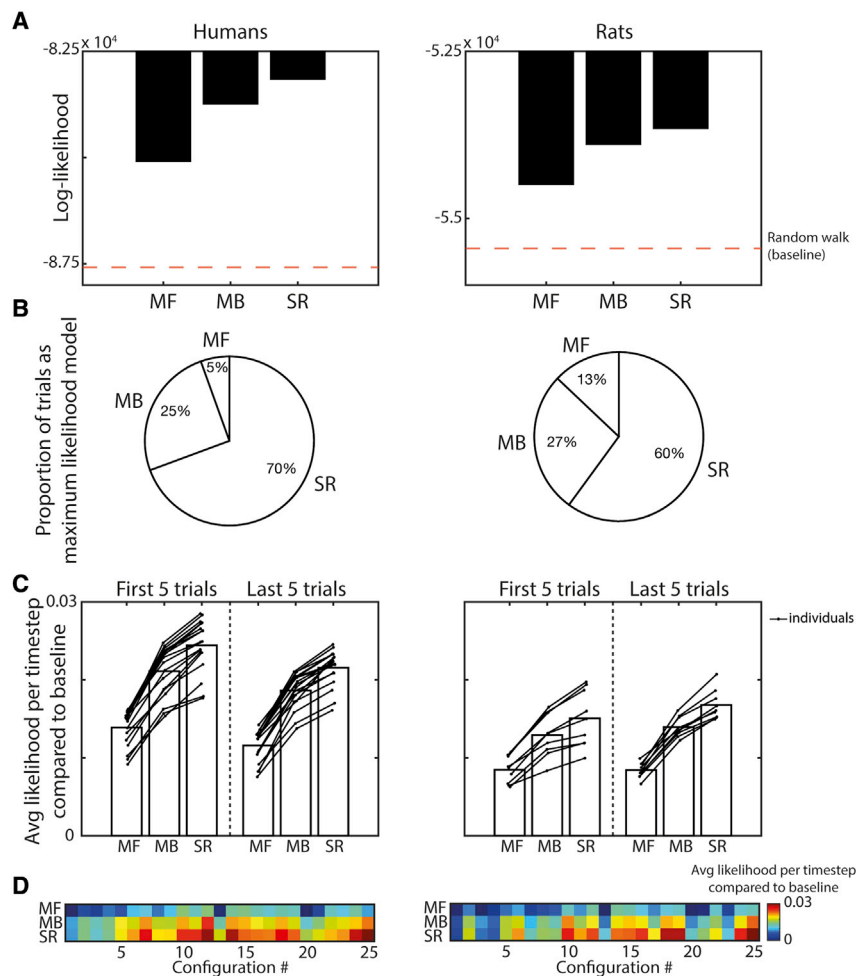 A
Humans
Rats
-8.25 x 10⁴
-8.75
Log-likelihood
MF MB SR
-5.25 x 10⁴
-5.5
Random walk
(baseline)
MF MB SR
B
Proportion of trials as
maximum likelihood model
MF
5%
MB
25%
70%
SR
MF
13%
MB
27%
60%
SR
C
First 5 trials Last 5 trials
0.03
0
Avg likelihood per timestep
compared to baseline
MF MB SR MF MB SR
First 5 trials Last 5 trials
individuals
MF MB SR MF MB SR
D
MF
MB
SR
5 10 15 20 25
Configuration #
MF
MB
SR
5 10 15 20 25
Configuration #
Avg likelihood per timestep
compared to baseline
0.03
0